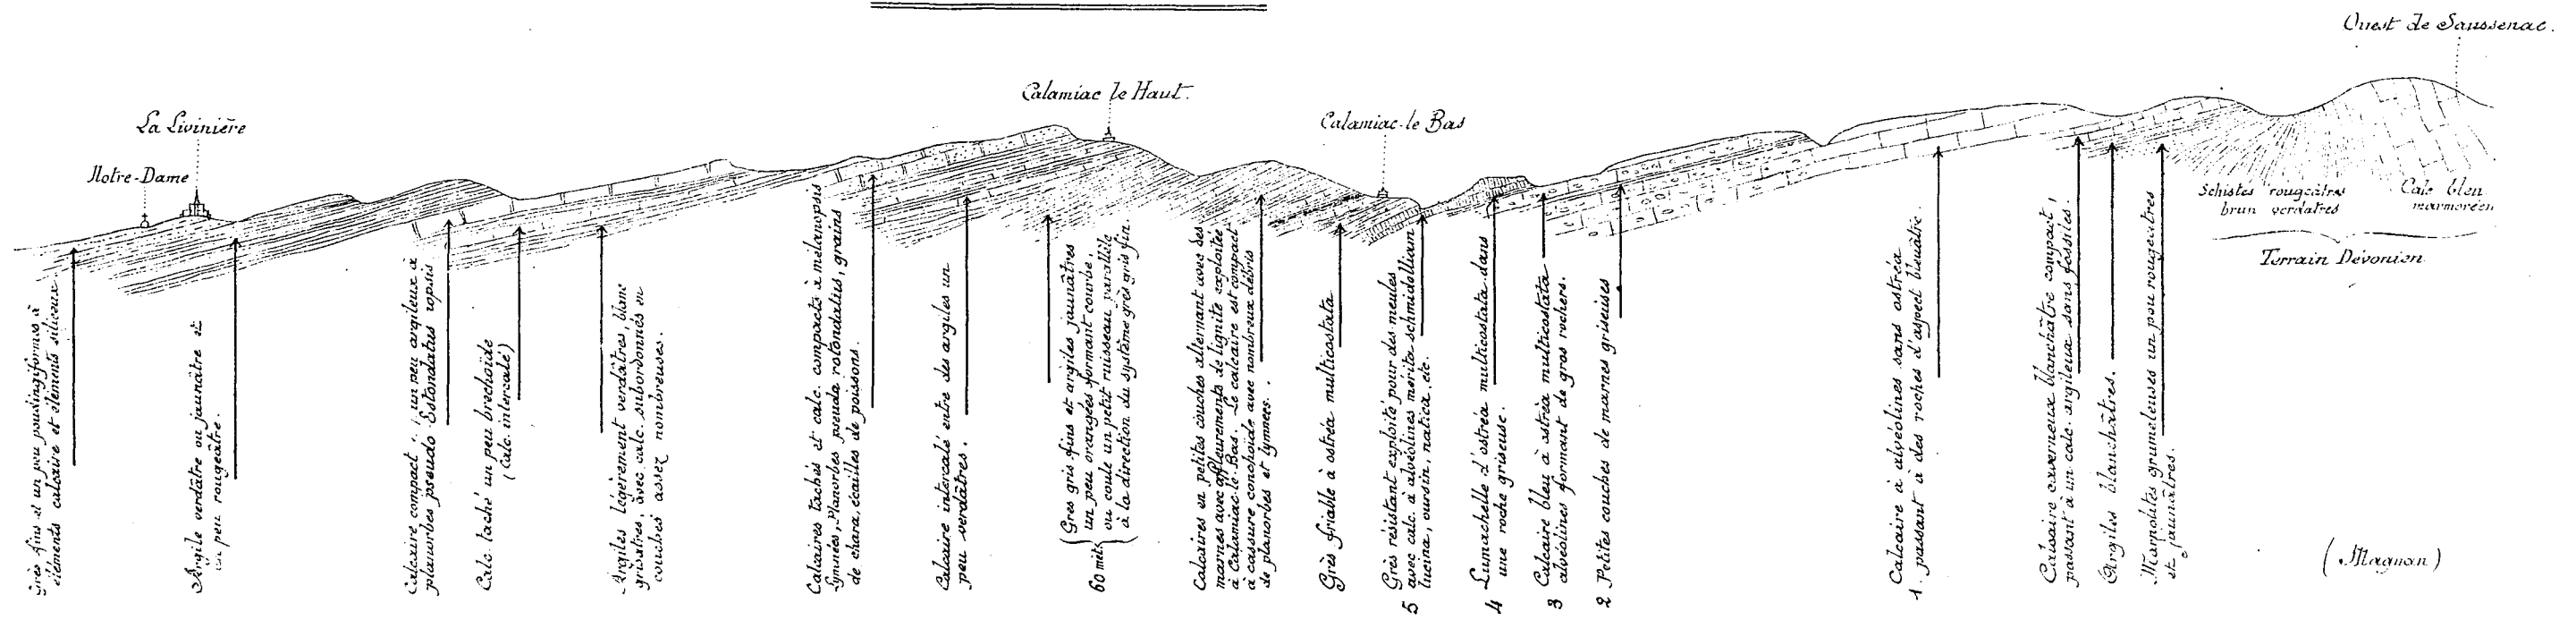 Ouest de Saussenac.
Calamiac le Haut.
Calamiac-le Bas
La Livinière
Notre-Dame
Schistes rougeâtres
brun verdâtres
Calc bleu
marmoréen
Terrain Dévonien
Grès fins et un peu poudingiformes à
éléments calcaire et éléments siliceux
Argile verdâtre ou jaunâtre et
un peu rougeâtre.
Calcaire compact un peu argileux à
planorbes pseudo Rotondatus
Calc taché un peu brechoïde
(Calc intercalé)
Argiles légèrement verdâtres, blanc
grisâtres, avec calc. subordonnés en
couches assez nombreuses.
Calcaires tachés et calc. compacts à melanopsis
Lymnées, Planorbes pseudo rotondatus, grains
de chara, écailles de poissons.
Calcaire intercalé entre des argiles un
peu verdâtres.
60 mèt.
Grès gris fins et argiles jaunâtres
un peu orangées formant courbe,
ou coule un petit ruisseau parallèle
à la direction du système grès gris fin.
Calcaires en petites couches alternant avec des
marnes avec affleurements de lignite exploitée
à Calamiac-le-Bas. Le calcaire est compact
à cassure conchoïde avec nombreux débris
de planorbes et lymnées.
Grès friable à ostréa multicostata
Grès résistant exploité pour des meules
avec calc. à alvéolines nerita schmidelliam
lucina, oursin, natica, etc.
5
Lumachelle d'ostréa multicostata dans
une roche griseuse.
4
Calcaire bleu à ostréa multicostata
alvéolines formant de gros rochers.
3
2 Petites couches de marnes griseuses
Calcaire à alvéolines sans ostréa
1 passant à des roches d'aspect bleuâtre.
Calcaire caverneux blanchâtre compact,
passant à un calc. argileux sans fossiles.
Argiles blanchâtres.
Marnolites grumeleuses un peu rougeâtres
et jaunâtres.
(Magnan)